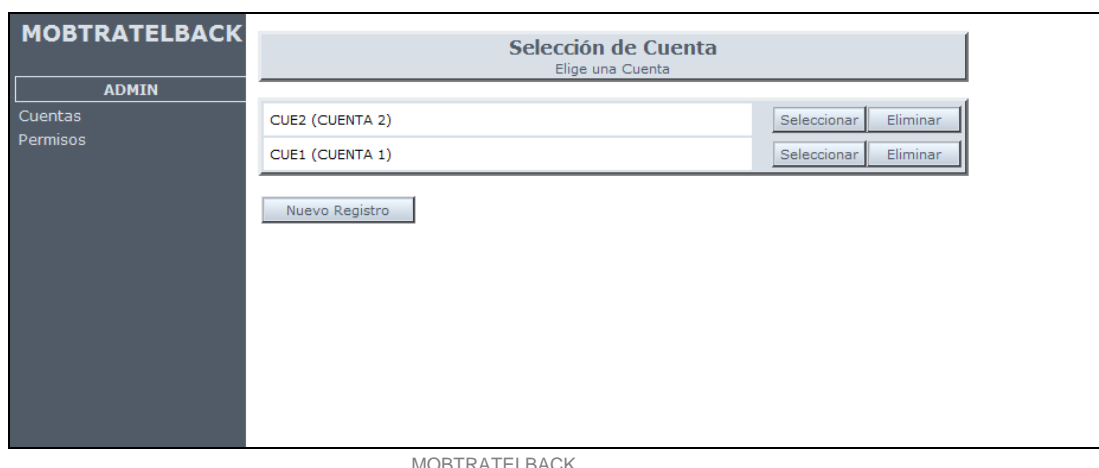 MOBTRATELBACK
ADMIN
Cuentas
Permisos
Selección de Cuenta
Elige una Cuenta
CUE2 (CUENTA 2) Seleccionar Eliminar
CUE1 (CUENTA 1) Seleccionar Eliminar
Nuevo Registro
MOBTRATELBACK